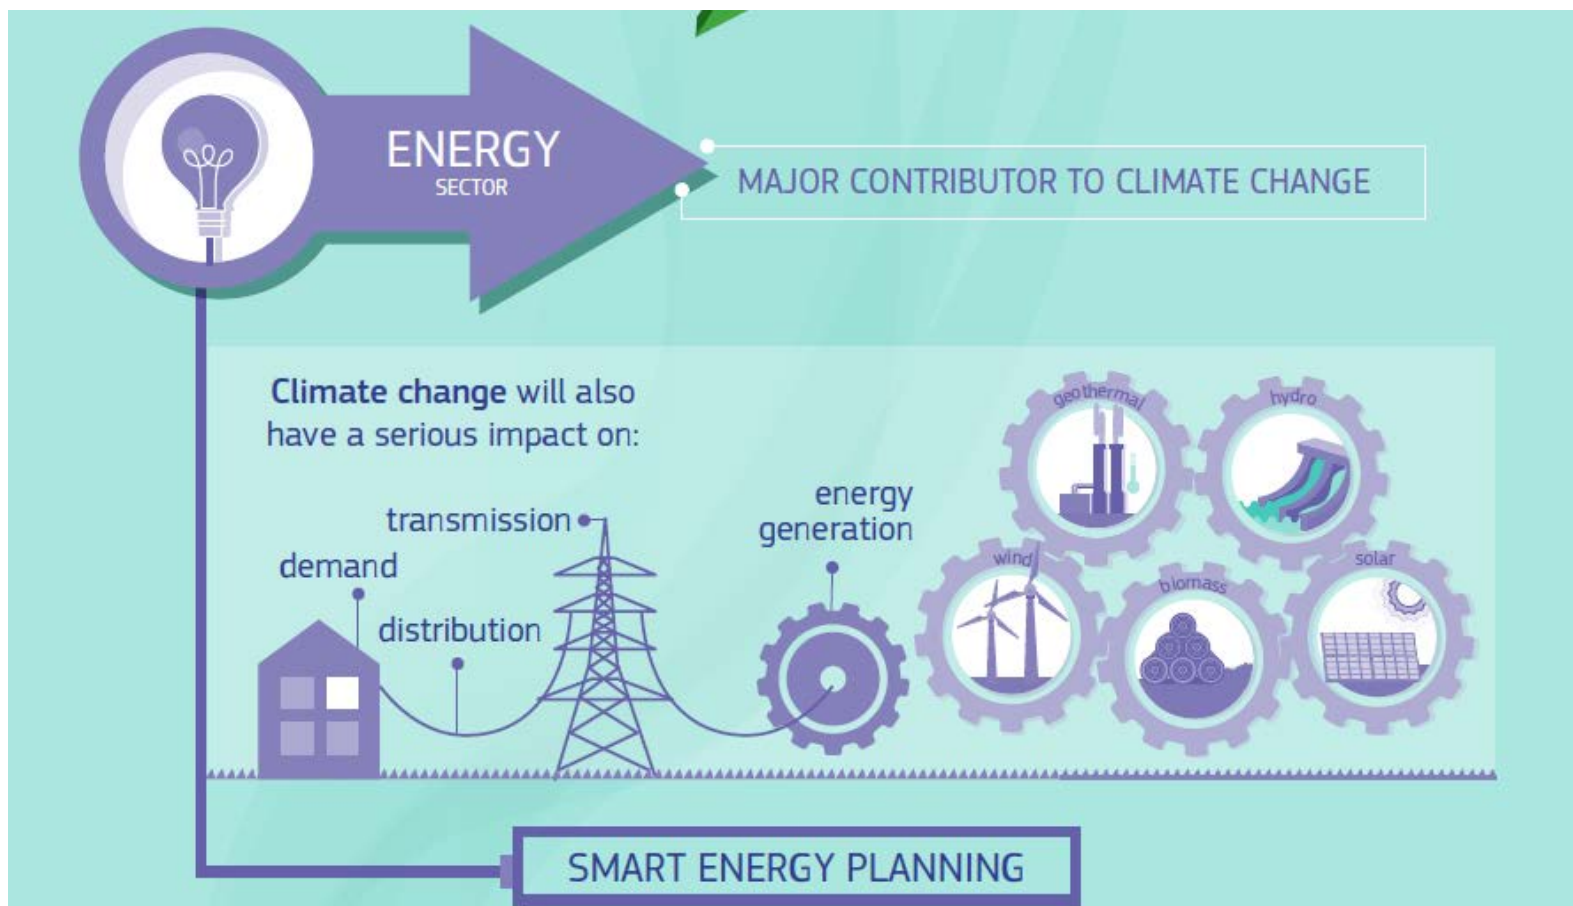 ENERGY
SECTOR
MAJOR CONTRIBUTOR TO CLIMATE CHANGE
Climate change will also
have a serious impact on:
transmission
demand
distribution
energy
generation
geothermal
hydro
wind
biomass
solar
SMART ENERGY PLANNING